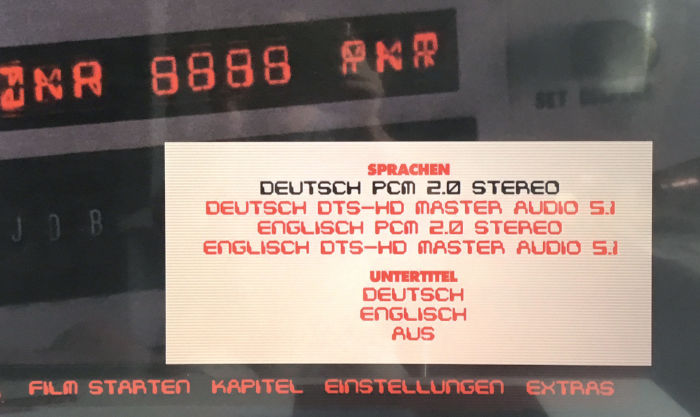 8888
SET
J O B
SPRACHEN
DEUTSCH PCM 2.0 STEREO
DEUTSCH DTS-HD MASTER AUDIO 5.1
ENGLISCH PCM 2.0 STEREO
ENGLISCH DTS-HD MASTER AUDIO 5.1
UNTERTITEL
DEUTSCH
ENGLISCH
AUS
FILM STARTEN KAPITEL EINSTELLUNGEN EXTRAS